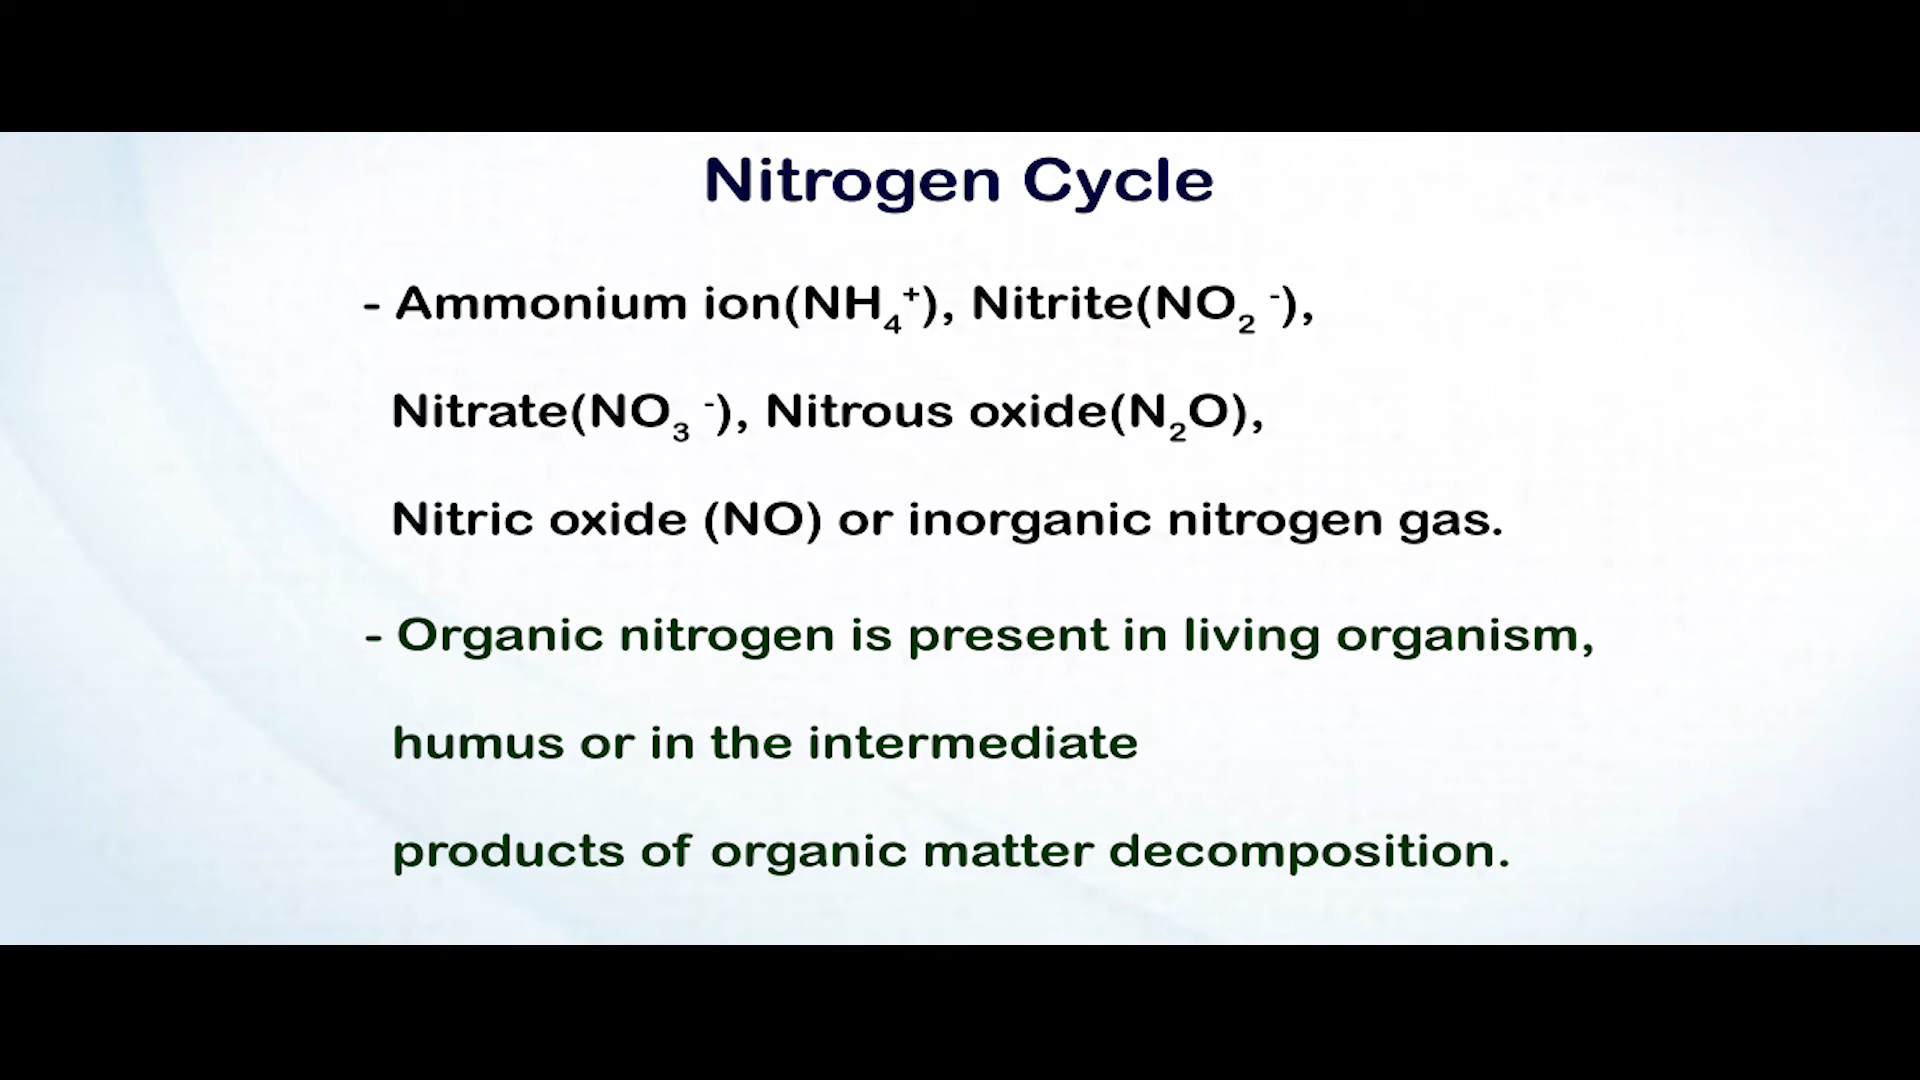 Nitrogen Cycle
- Ammonium ion(NH₄⁺), Nitrite(NO₂ ⁻),
Nitrate(NO₃ ⁻), Nitrous oxide(N₂O),
Nitric oxide (NO) or inorganic nitrogen gas.
- Organic nitrogen is present in living organism,
humus or in the intermediate
products of organic matter decomposition.